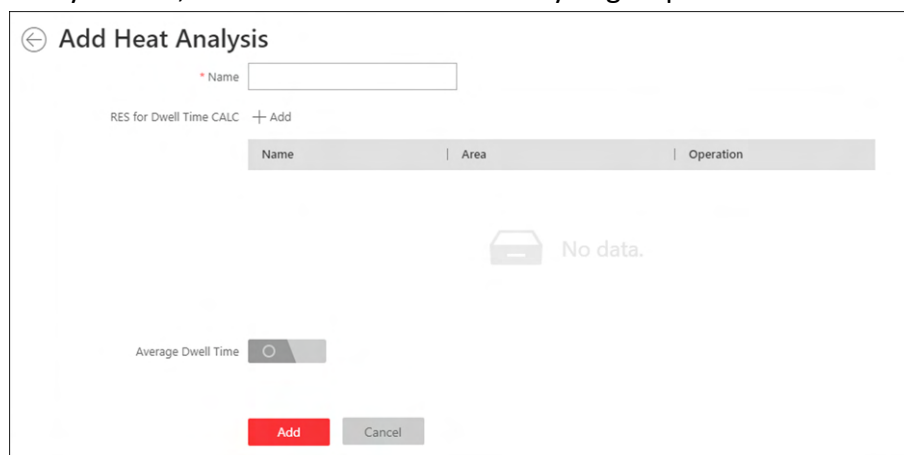 Add Heat Analysis
* Name
RES for Dwell Time CALC + Add
Name | Area | Operation
No data.
Average Dwell Time
Add Cancel